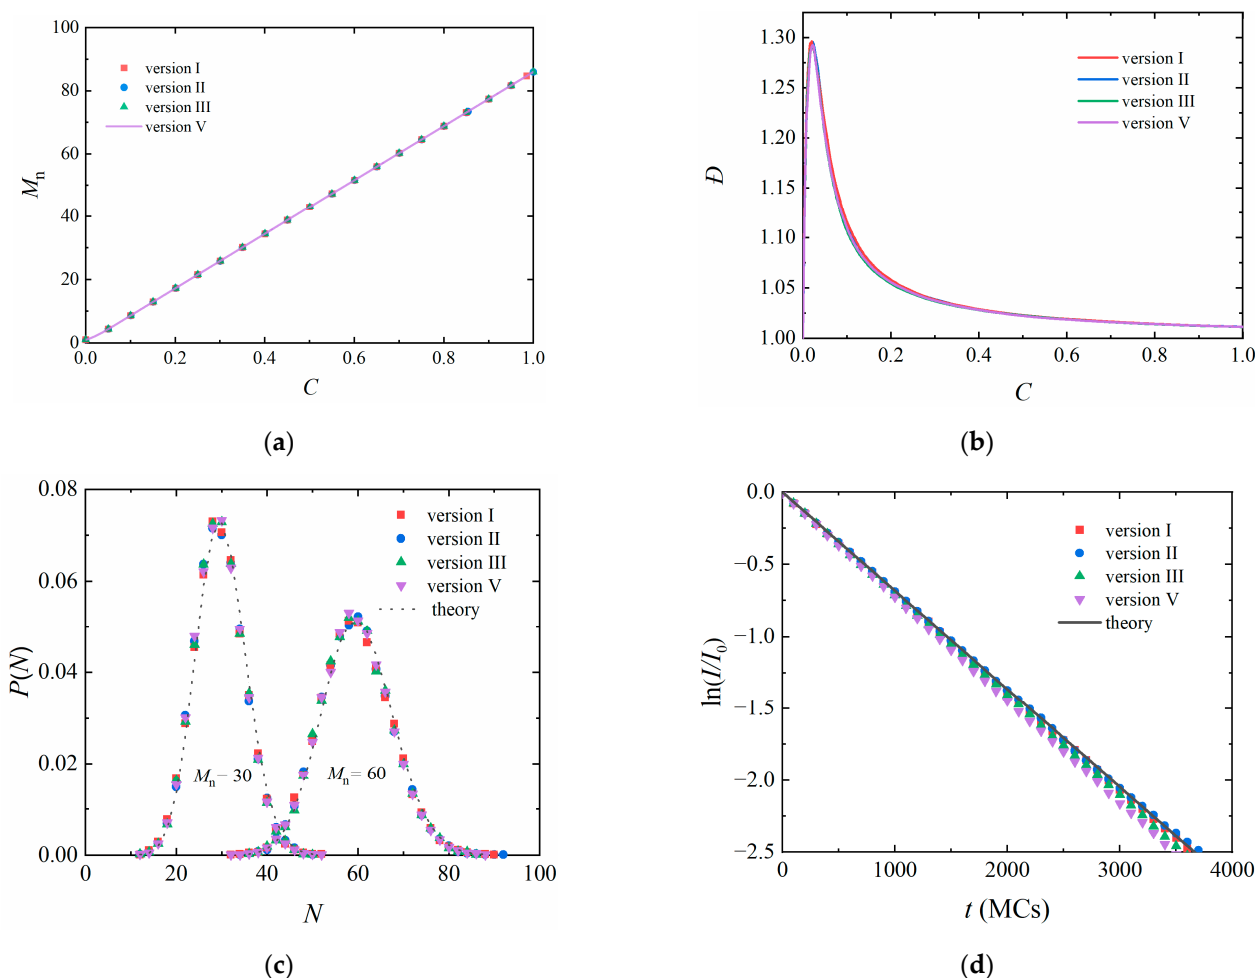 100
80
60
40
20
0
0.0 0.2 0.4 0.6 0.8 1.0
Mn
C
version I
version II
version III
version V
(a)
1.30
1.25
1.20
1.15
1.10
1.05
1.00
0.0 0.2 0.4 0.6 0.8 1.0
Đ
C
version I
version II
version III
version V
(b)
0.08
0.06
0.04
0.02
0.00
0 20 40 60 80 100
P(N)
N
version I
version II
version III
version V
theory
Mn= 30
Mn= 60
(c)
0.0
−0.5
−1.0
−1.5
−2.0
−2.5
0 1000 2000 3000 4000
ln(I/I0)
t (MCs)
version I
version II
version III
version V
theory
(d)